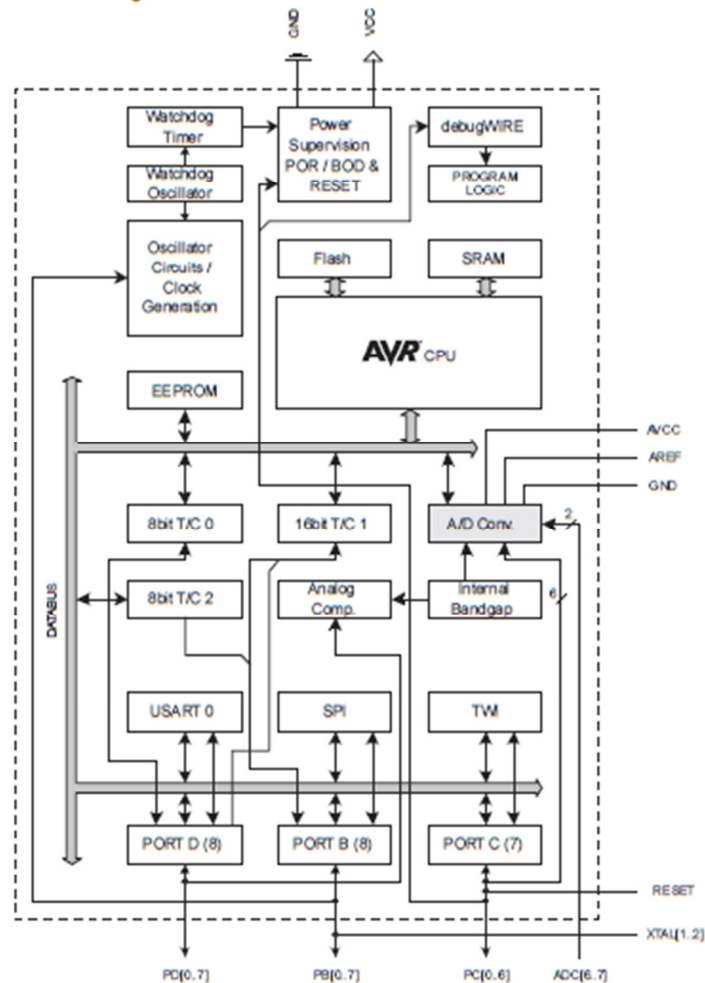 GND
VCC
Watchdog
Timer
Power
Supervision
POR / BOD &
RESET
debugWIRE
Watchdog
Oscillator
PROGRAM
LOGIC
Oscillator
Circuits /
Clock
Generation
Flash
SRAM
AVR CPU
EEPROM
AVCC
AREF
GND
8bit T/C 0
16bit T/C 1
A/D Conv.
2
DATABUS
8bit T/C 2
Analog
Comp.
Internal
Bandgap
6
USART 0
SPI
TWI
PORT D (8)
PORT B (8)
PORT C (7)
RESET
XTAL[1..2]
PD[0..7]
PB[0..7]
PC[0..6]
ADC[6..7]